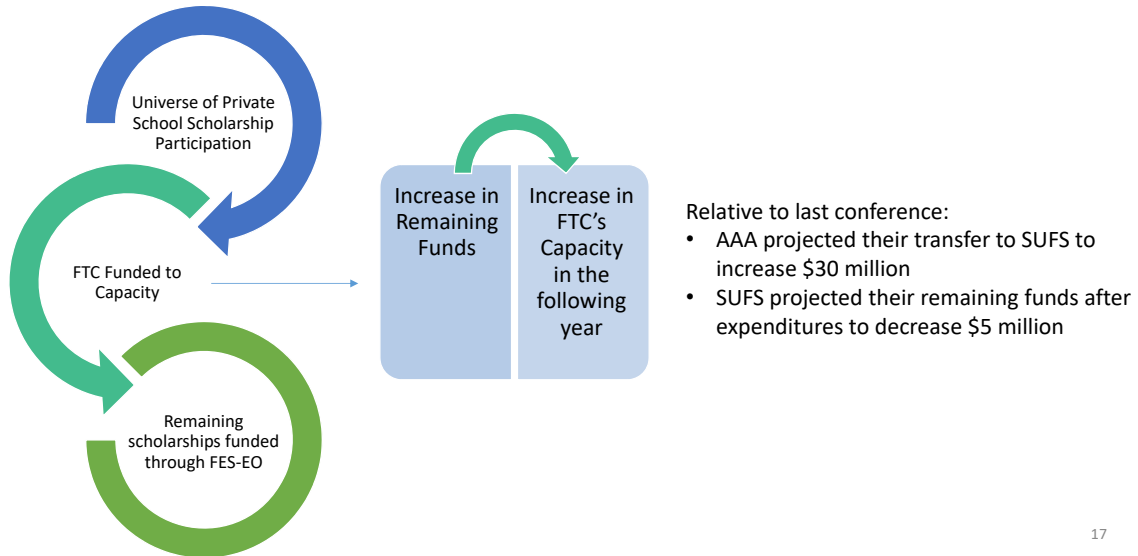 Universe of Private
School Scholarship
Participation
FTC Funded to
Capacity
Remaining
scholarships funded
through FES-EO
Increase in
Remaining
Funds
Increase in
FTC's
Capacity
in the
following
year
Relative to last conference:
• AAA projected their transfer to SUFS to
increase $30 million
• SUFS projected their remaining funds after
expenditures to decrease $5 million
17